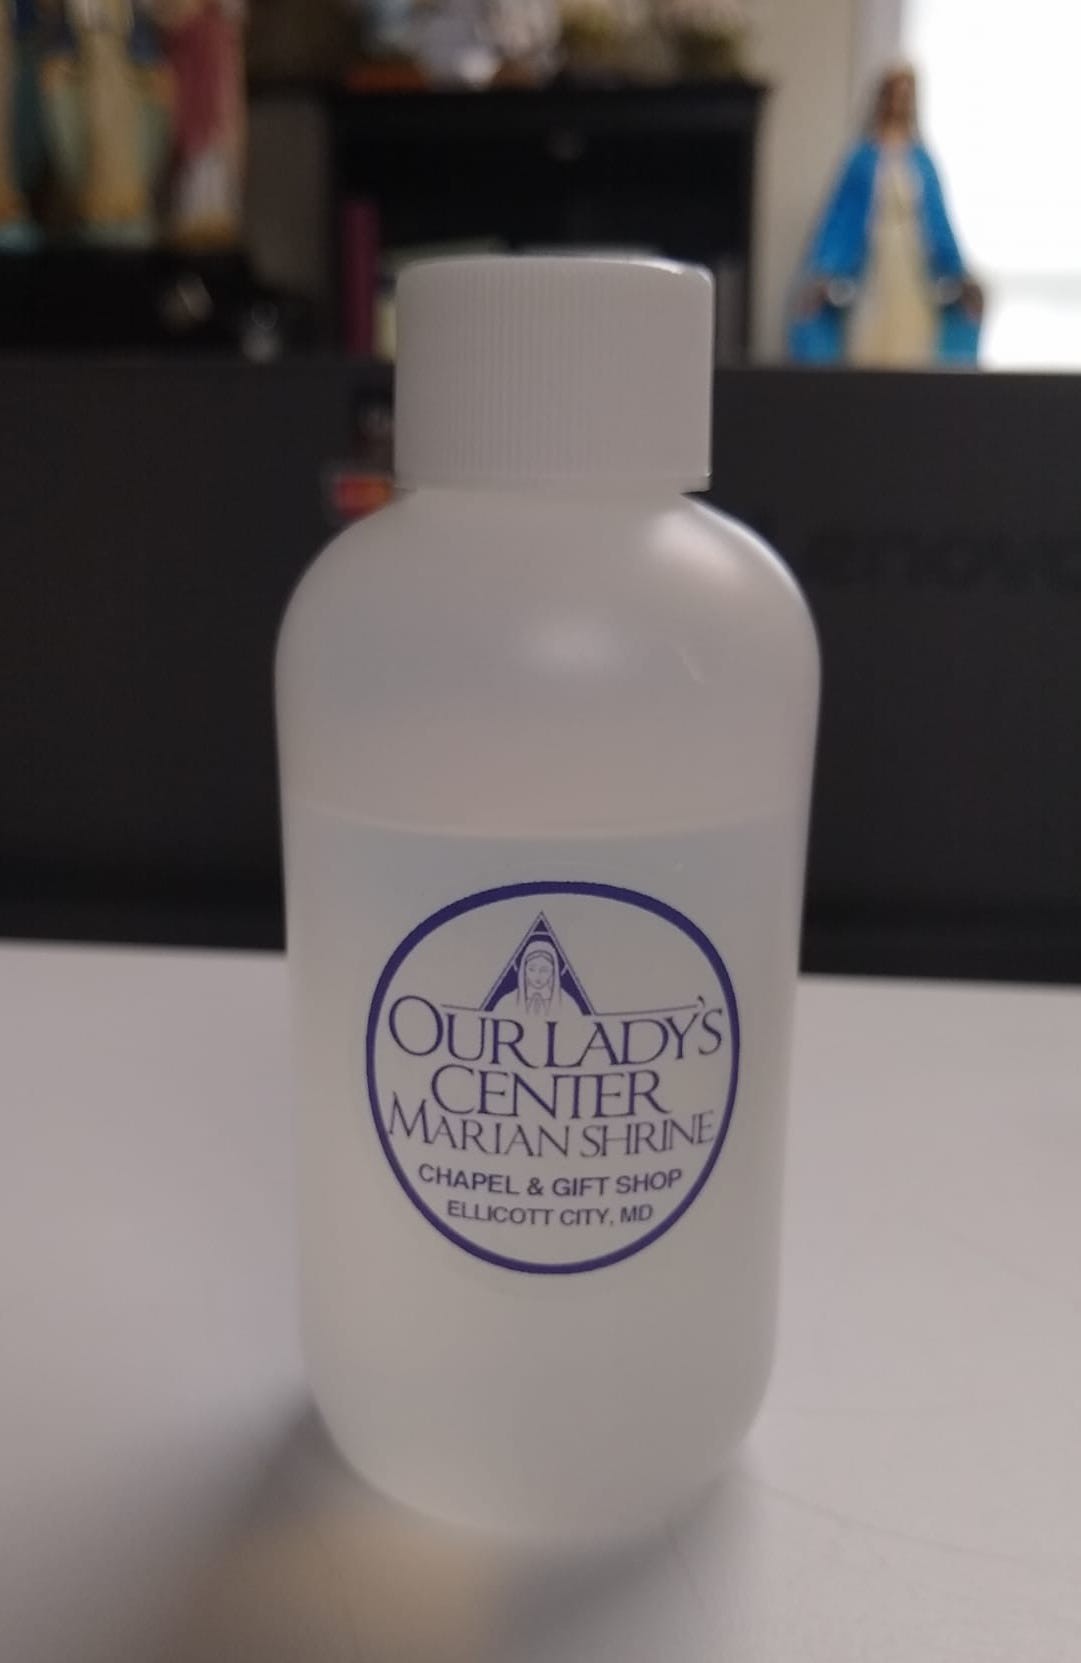 OUR LADY'S
CENTER
MARIAN SHRINE
CHAPEL & GIFT SHOP
ELLICOTT CITY, MD